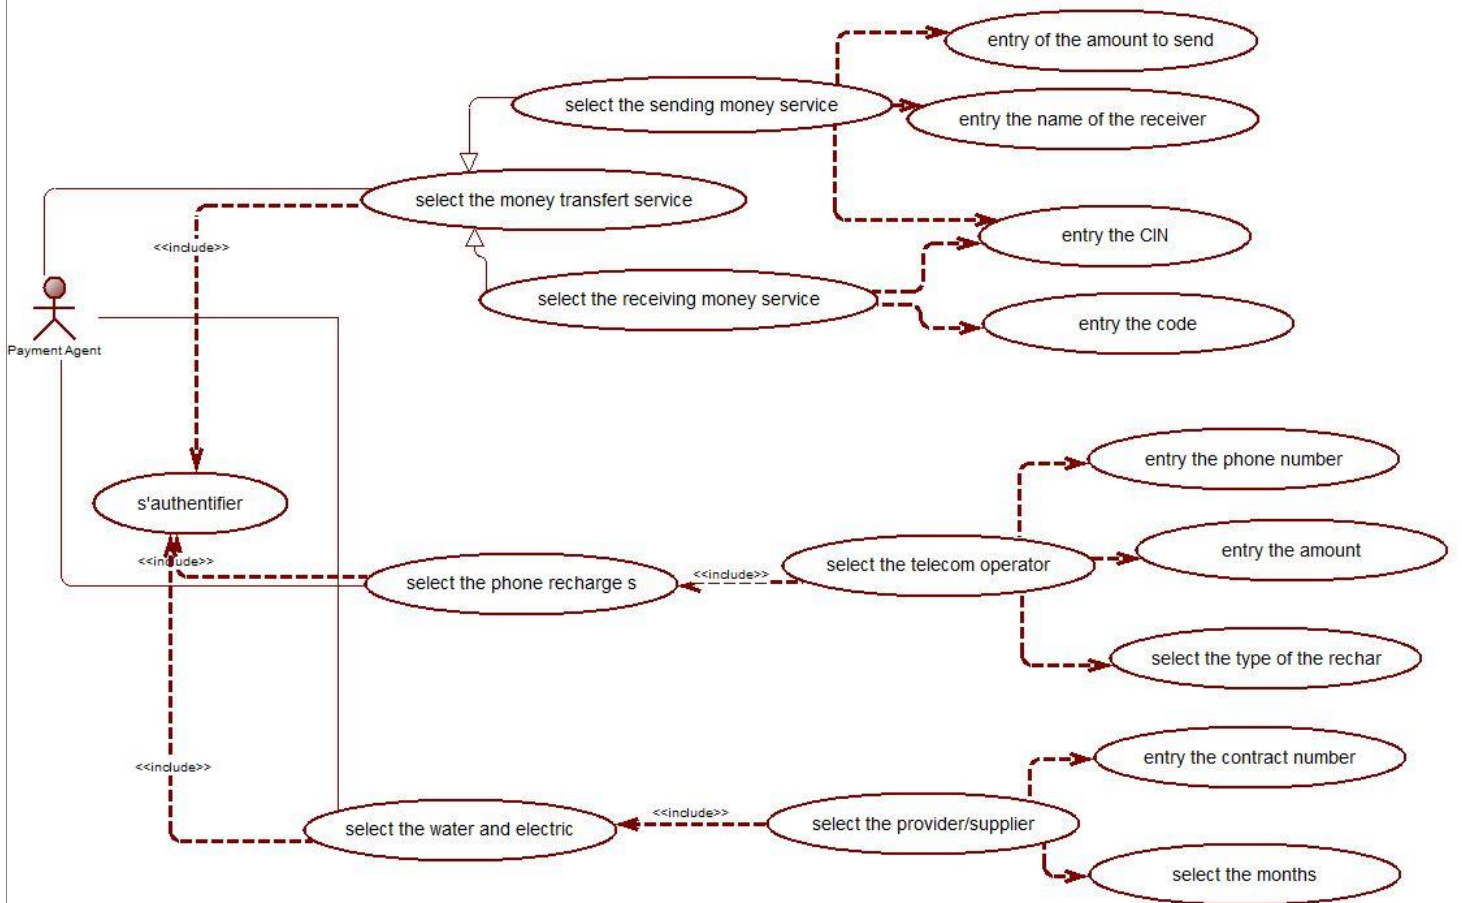 entry of the amount to send
select the sending money service
entry the name of the receiver
select the money transfert service
<<include>>
entry the CIN
select the receiving money service
entry the code
Payment Agent
entry the phone number
s'authentifier
entry the amount
<<include>>
select the telecom operator
<<include>>
select the phone recharge s
select the type of the rechar
entry the contract number
<<include>>
<<include>>
select the provider/supplier
select the water and electric
select the months